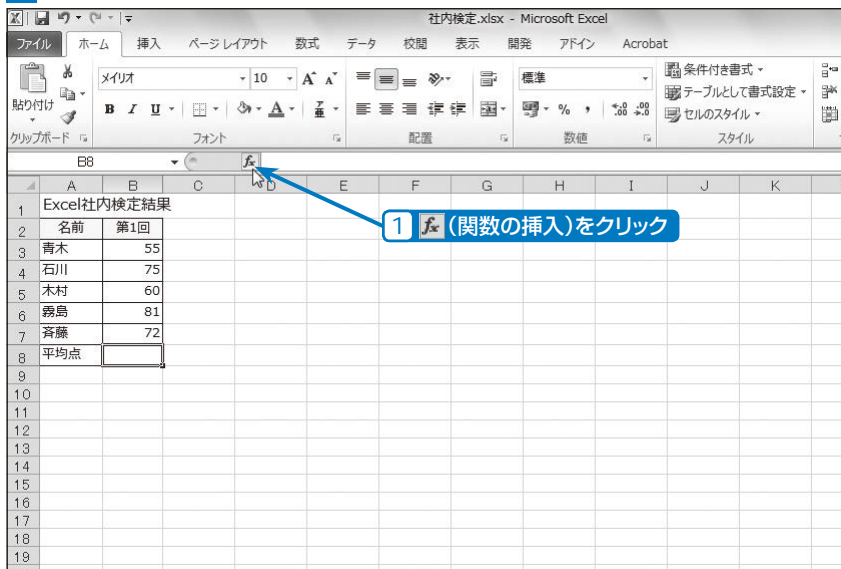 社内検定.xlsx - Microsoft Excel
ファイル ホーム 挿入 ページ レイアウト 数式 データ 校閲 表示 開発 アドイン Acrobat
貼り付け
メイリオ 10 A A
B I U A 亜
標準
% , .0 .00 .00 .0
条件付き書式
テーブルとして書式設定
セルのスタイル
クリップボード フォント 配置 数値 スタイル
B8 fx
A B C D E F G H I J K
1 Excel社内検定結果
2 名前 第1回
1 fx (関数の挿入)をクリック
3 青木 55
4 石川 75
5 木村 60
6 霧島 81
7 斉藤 72
8 平均点
9
10
11
12
13
14
15
16
17
18
19